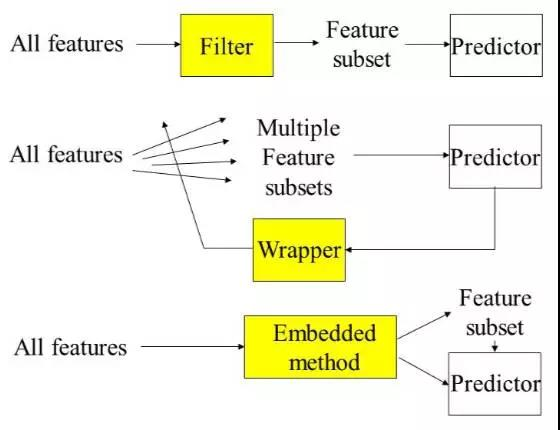 All features
Filter
Feature
subset
Predictor
All features
Multiple
Feature
subsets
Predictor
Wrapper
All features
Embedded
method
Feature
subset
Predictor